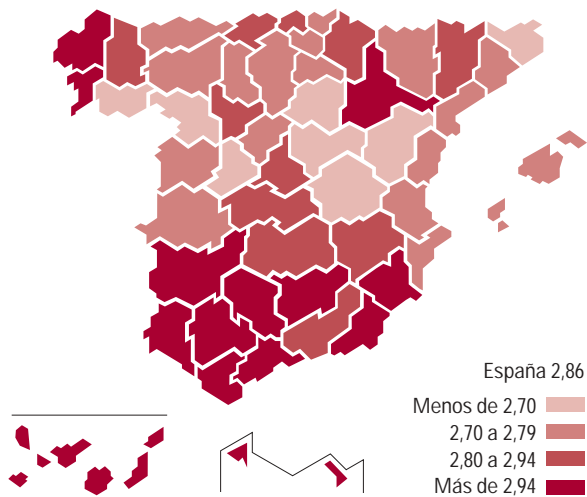 España 2,86
Menos de 2,70
2,70 a 2,79
2,80 a 2,94
Más de 2,94